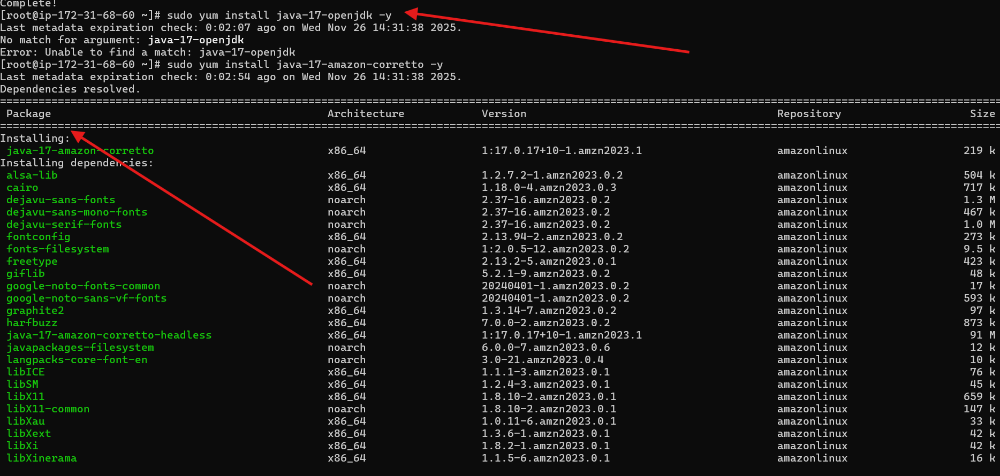 Complete!
[root@ip-172-31-68-60 ~]# sudo yum install java-17-openjdk -y
Last metadata expiration check: 0:02:07 ago on Wed Nov 26 14:31:38 2025.
No match for argument: java-17-openjdk
Error: Unable to find a match: java-17-openjdk
[root@ip-172-31-68-60 ~]# sudo yum install java-17-amazon-corretto -y
Last metadata expiration check: 0:02:54 ago on Wed Nov 26 14:31:38 2025.
Dependencies resolved.
Package Architecture Version Repository Size
Installing:
java-17-amazon-corretto x86_64 1:17.0.17+10-1.amzn2023.1 amazonlinux 219 k
Installing dependencies:
alsa-lib x86_64 1.2.7.2-1.amzn2023.0.2 amazonlinux 504 k
cairo x86_64 1.18.0-4.amzn2023.0.3 amazonlinux 717 k
dejavu-sans-fonts noarch 2.37-16.amzn2023.0.2 amazonlinux 1.3 M
dejavu-sans-mono-fonts noarch 2.37-16.amzn2023.0.2 amazonlinux 467 k
dejavu-serif-fonts noarch 2.37-16.amzn2023.0.2 amazonlinux 1.0 M
fontconfig x86_64 2.13.94-2.amzn2023.0.2 amazonlinux 273 k
fonts-filesystem noarch 1:2.0.5-12.amzn2023.0.2 amazonlinux 9.5 k
freetype x86_64 2.13.2-5.amzn2023.0.1 amazonlinux 423 k
giflib x86_64 5.2.1-9.amzn2023.0.2 amazonlinux 48 k
google-noto-fonts-common noarch 20240401-1.amzn2023.0.2 amazonlinux 17 k
google-noto-sans-vf-fonts noarch 20240401-1.amzn2023.0.2 amazonlinux 593 k
graphite2 x86_64 1.3.14-7.amzn2023.0.2 amazonlinux 97 k
harfbuzz x86_64 7.0.0-2.amzn2023.0.2 amazonlinux 873 k
java-17-amazon-corretto-headless x86_64 1:17.0.17+10-1.amzn2023.1 amazonlinux 91 M
javapackages-filesystem noarch 6.0.0-7.amzn2023.0.6 amazonlinux 12 k
langpacks-core-font-en noarch 3.0-21.amzn2023.0.4 amazonlinux 10 k
libICE x86_64 1.1.1-3.amzn2023.0.1 amazonlinux 76 k
libSM x86_64 1.2.4-3.amzn2023.0.1 amazonlinux 45 k
libX11 x86_64 1.8.10-2.amzn2023.0.1 amazonlinux 659 k
libX11-common noarch 1.8.10-2.amzn2023.0.1 amazonlinux 147 k
libXau x86_64 1.0.11-6.amzn2023.0.1 amazonlinux 33 k
libXext x86_64 1.3.6-1.amzn2023.0.1 amazonlinux 42 k
libXi x86_64 1.8.2-1.amzn2023.0.1 amazonlinux 42 k
libXinerama x86_64 1.1.5-6.amzn2023.0.1 amazonlinux 16 k